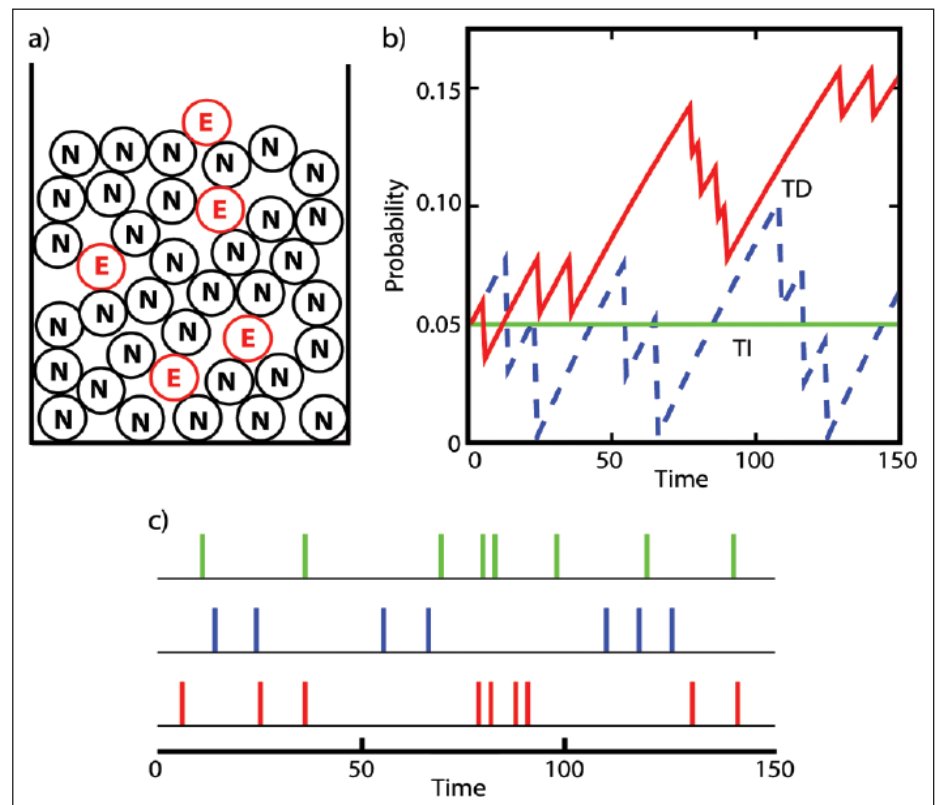 a)
E
N N N N N N
N N N E N N
N N N N
E N
N N N N N N
N N E N
N N E N N
N N N N N
b)
Probability
0.15
0.10
0.05
0
TD
TI
0 50 100 150
Time
c)
0 50 100 150
Time